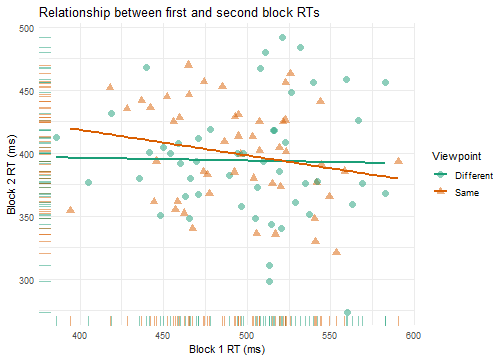 Relationship between first and second block RTs
500
450
400
350
300
Block 2 RT (ms)
400
450
500
550
600
Block 1 RT (ms)
Viewpoint
Different
Same